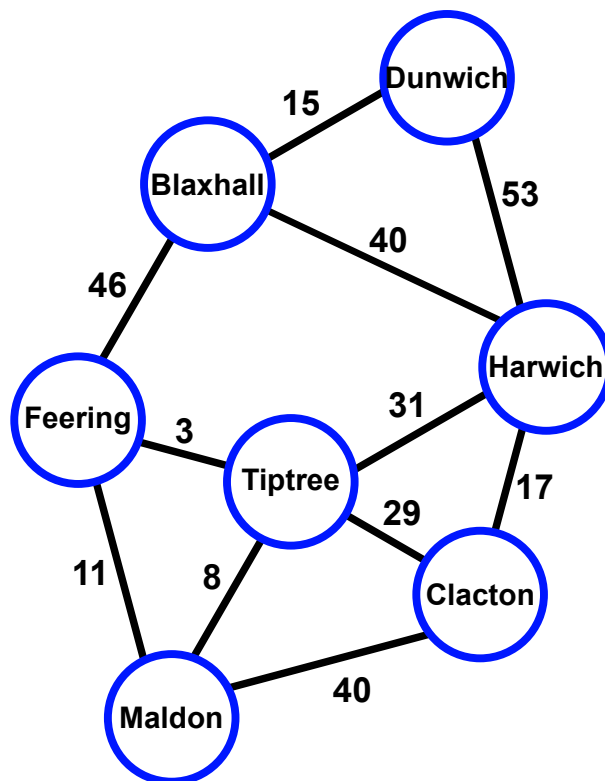 Dunwich
15
Blaxhall
53
40
46
Harwich
31
Feering
3
Tiptree
17
29
11
8
Clacton
40
Maldon